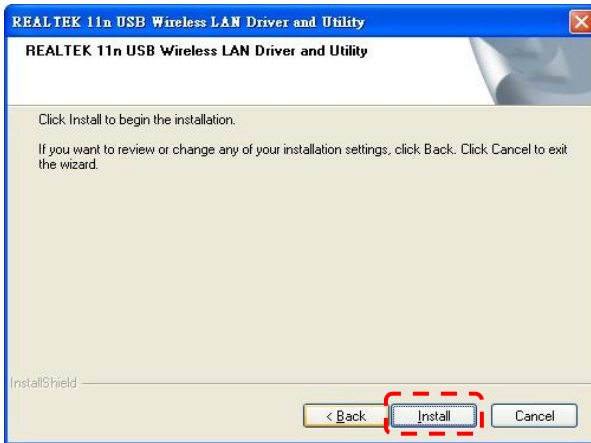 REALTEK 11n USB Wireless LAN Driver and Utility
REALTEK 11n USB Wireless LAN Driver and Utility
Click Install to begin the installation.
If you want to review or change any of your installation settings, click Back. Click Cancel to exit
the wizard.
InstallShield
< Back Install Cancel